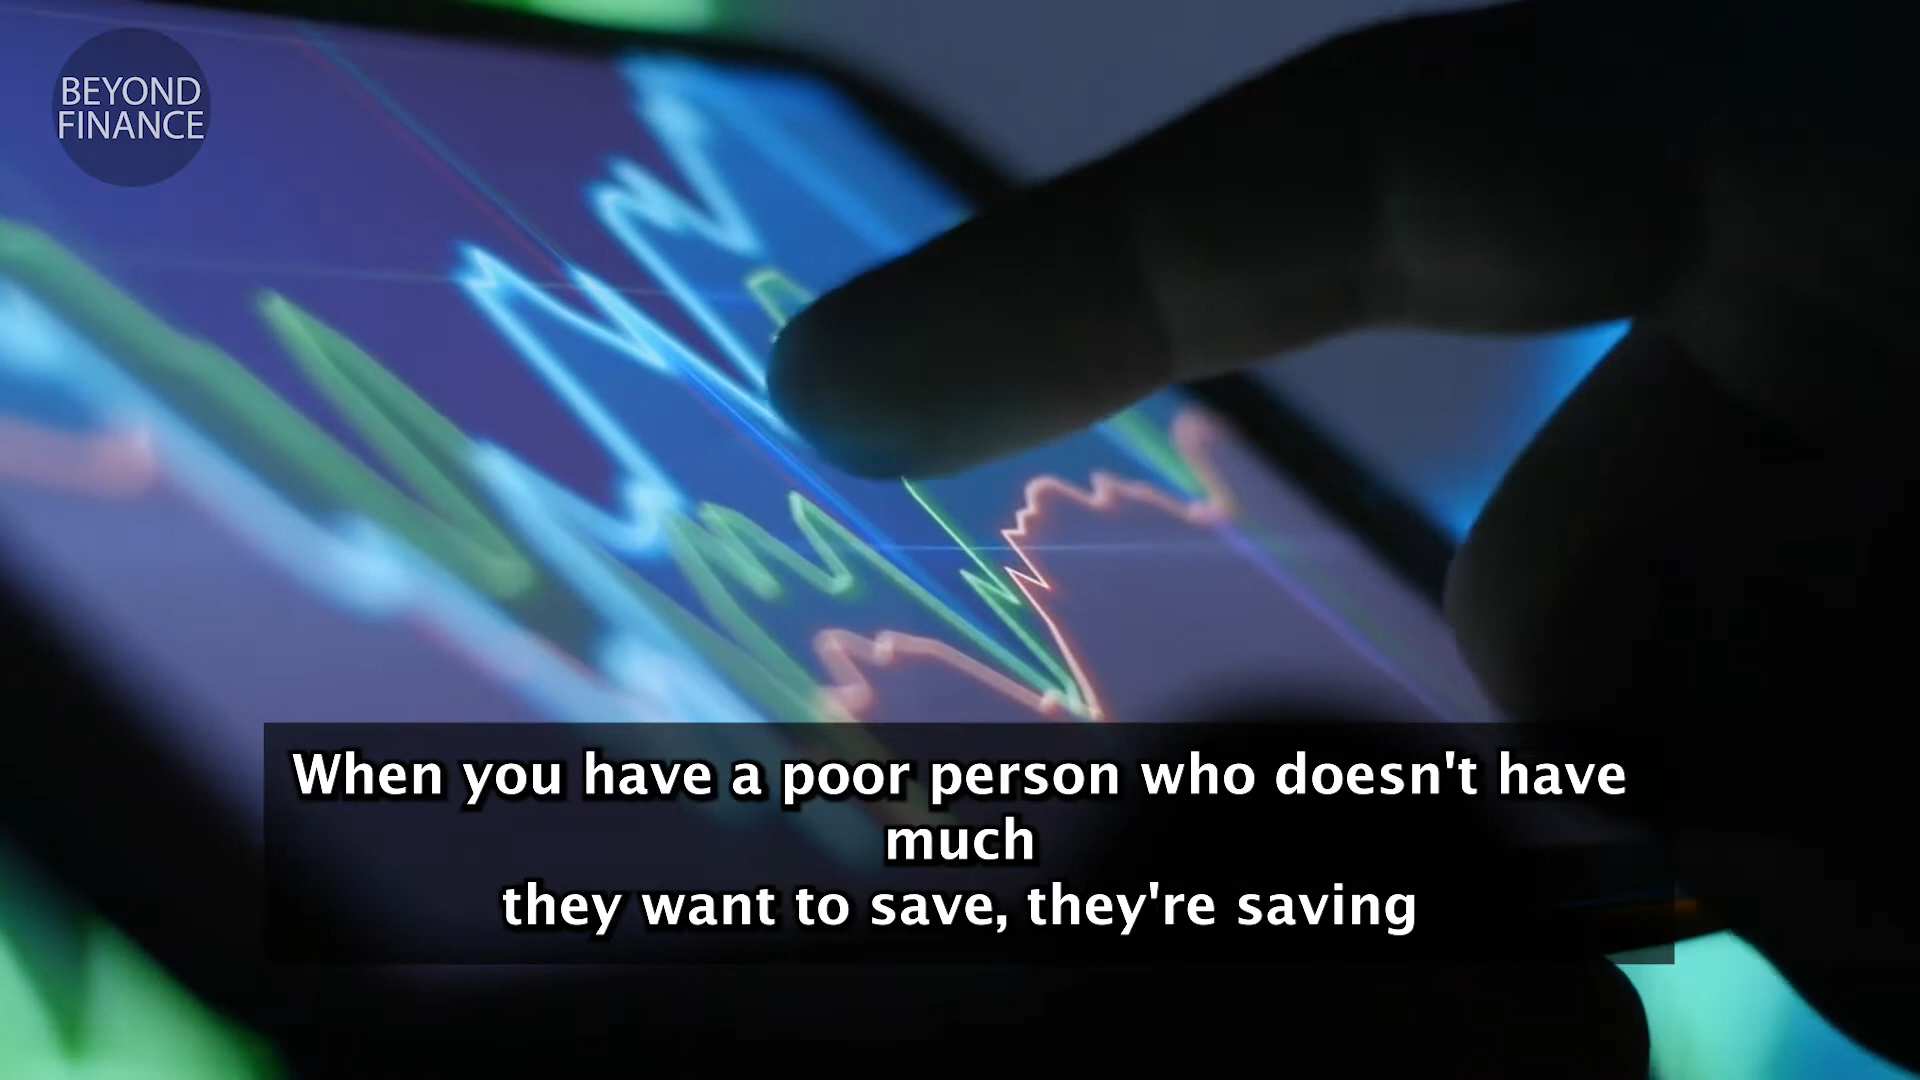 BEYOND
FINANCE
When you have a poor person who doesn't have
much
they want to save, they're saving